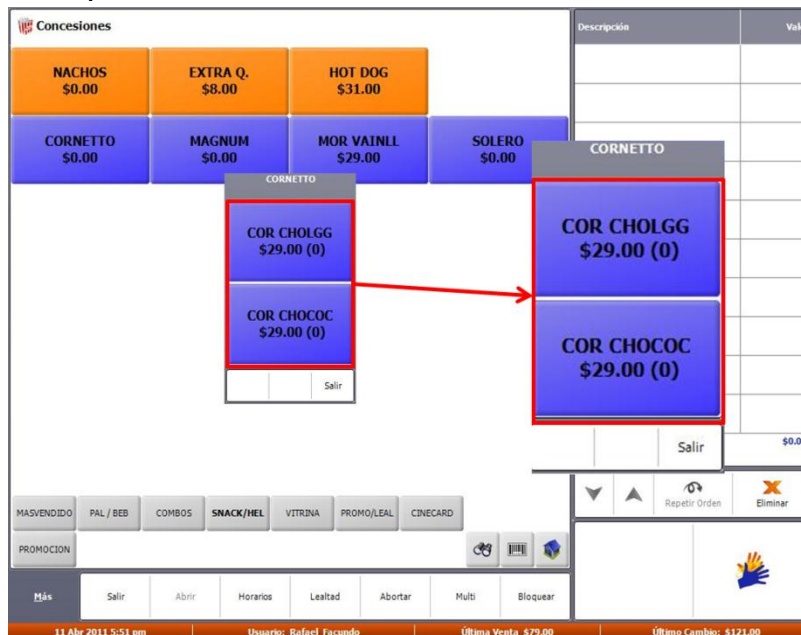 Concesiones
Descripción
NACHOS
$0.00
EXTRA Q.
$8.00
HOT DOG
$31.00
CORNETTO
$0.00
MAGNUM
$0.00
MOR VAINLL
$29.00
SOLERO
$0.00
CORNETTO
COR CHOLGG
$29.00 (0)
COR CHOCOC
$29.00 (0)
Salir
CORNETTO
COR CHOLGG
$29.00 (0)
COR CHOCOC
$29.00 (0)
Salir
Repetir Orden
Eliminar
MASVENDIDO
PAL / BEB
COMBOS
SNACK/HEL
VITRINA
PROMO/LEAL
CINECARD
PROMOCION
Más
Salir
Abrir
Horarios
Lealtad
Abortar
Multi
Bloquear
11 Abr 2011 5:51 pm
Usuario: Rafael Facundo
Última Venta $79.00
Último Cambio: $121.00